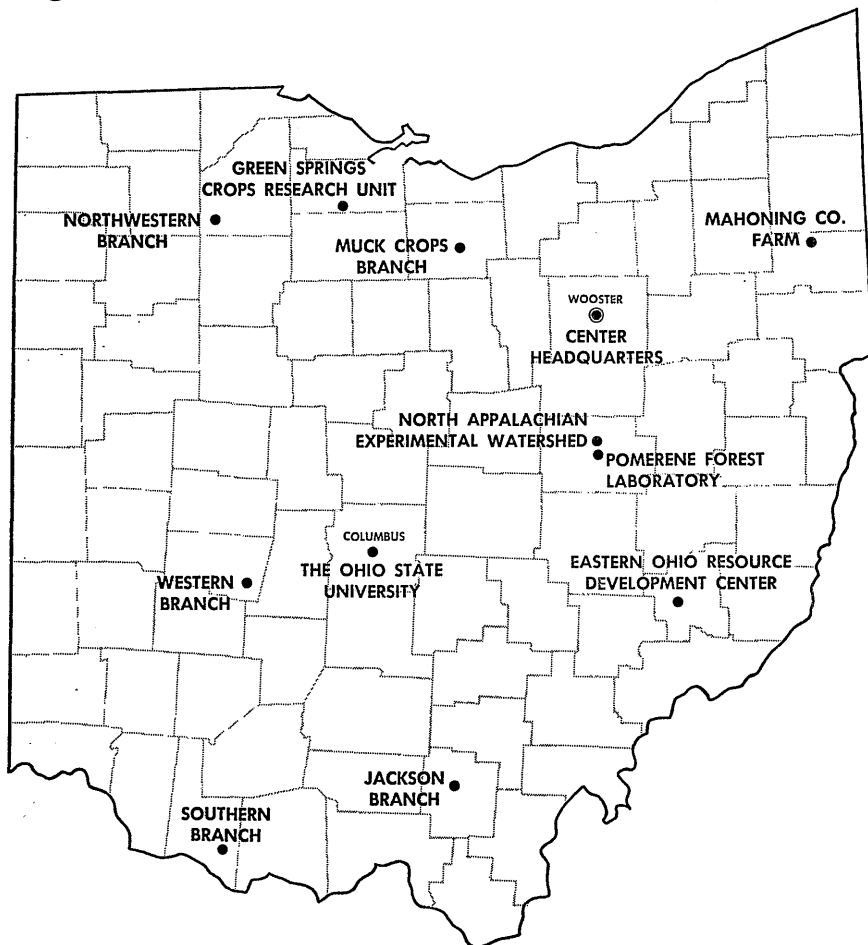 GREEN SPRINGS
CROPS RESEARCH UNIT
NORTHWESTERN
BRANCH
MUCK CROPS
BRANCH
MAHONING CO.
FARM
WOOSTER
CENTER
HEADQUARTERS
NORTH APPALACHIAN
EXPERIMENTAL WATERSHED
POMERENE FOREST
LABORATORY
COLUMBUS
THE OHIO STATE
UNIVERSITY
EASTERN OHIO RESOURCE
DEVELOPMENT CENTER
WESTERN
BRANCH
JACKSON
BRANCH
SOUTHERN
BRANCH